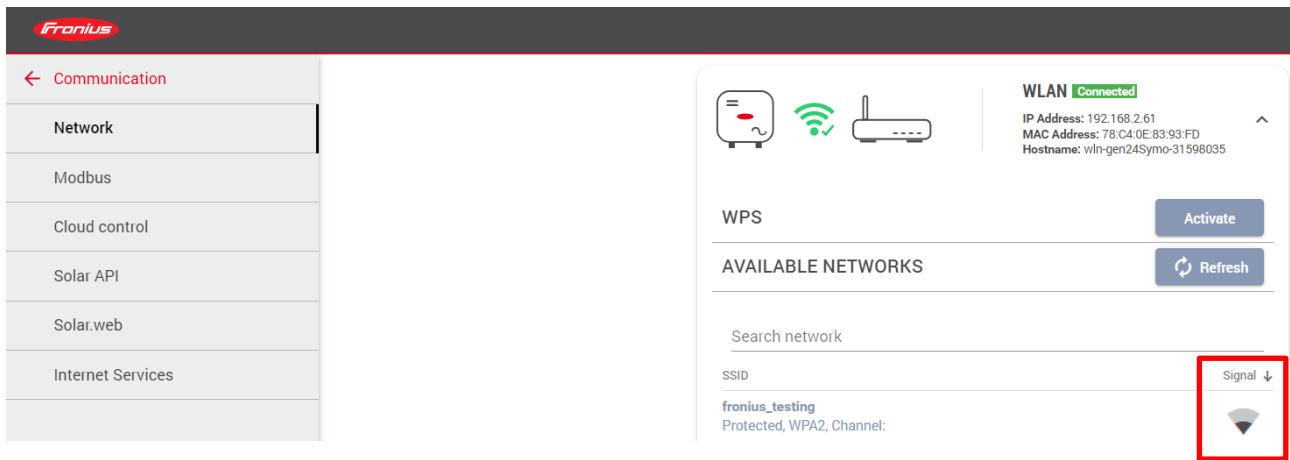 Fronius
Communication
Network
Modbus
Cloud control
Solar API
Solar.web
Internet Services
WLAN Connected
IP Address: 192.168.2.61
MAC Address: 78:C4:0E:83:93:FD
Hostname: wln-gen24Symo-31598035
WPS
Activate
AVAILABLE NETWORKS
Refresh
Search network
SSID Signal
fronius_testing
Protected, WPA2, Channel: